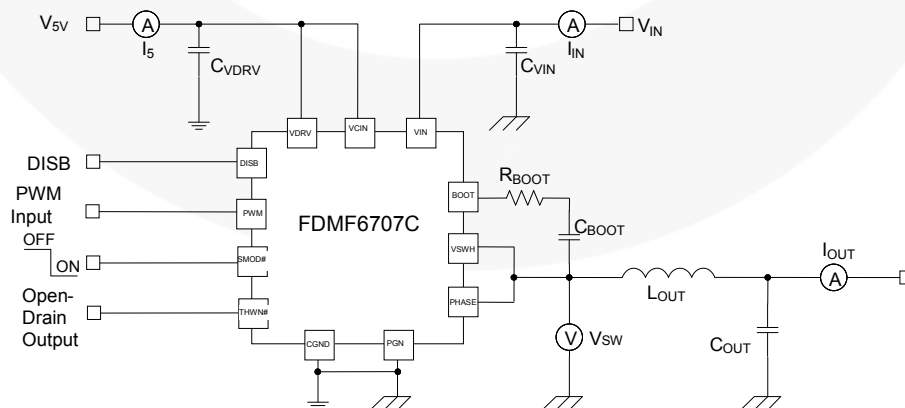 V5V
A
I5
CVDRV
A
IIN
VIN
CVIN
VDRV
VCIN
VIN
DISB
DISB
PWM
Input
PWM
OFF
ON
SMOD#
Open-
Drain
Output
THWN#
FDMF6707C
BOOT
RBOOT
CBOOT
VSWH
PHASE
LOUT
IOUT
A
V
VSW
COUT
CGND
PGN